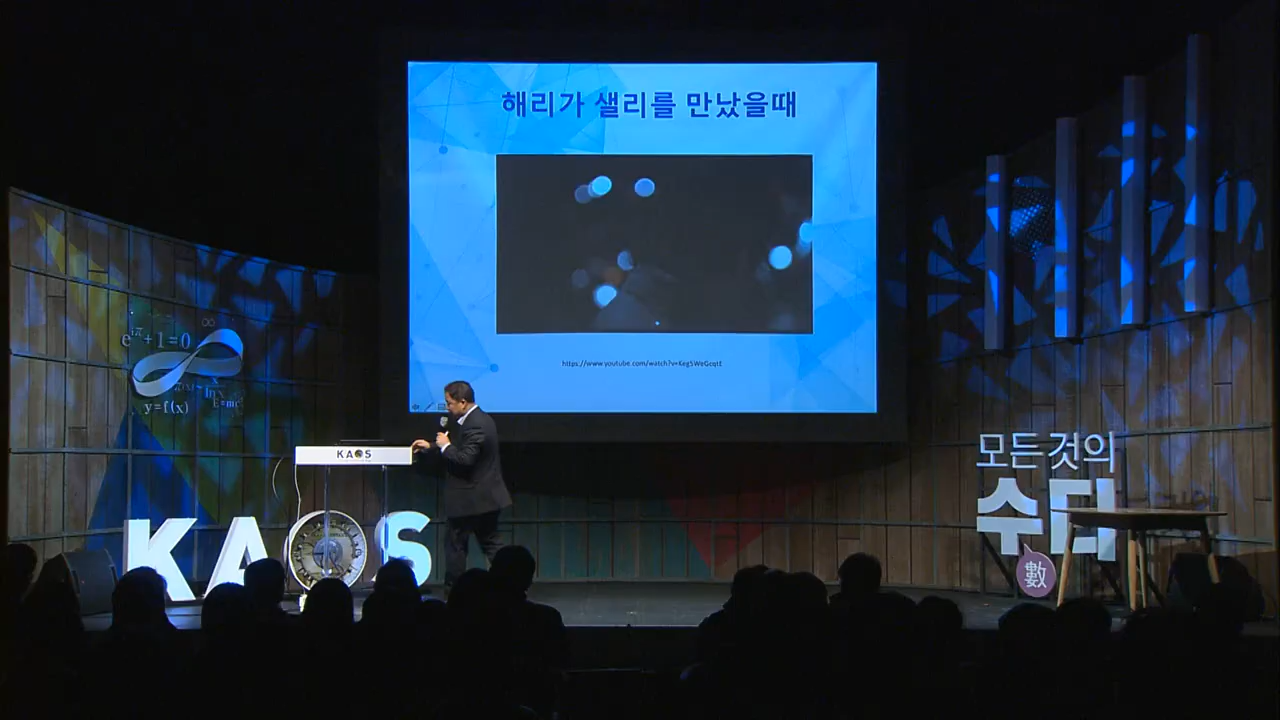 해리가 샐리를 만났을때
e^iπ+1=0
∞
y=f(x)
KAOS
KAOS
모든것의
수다
數